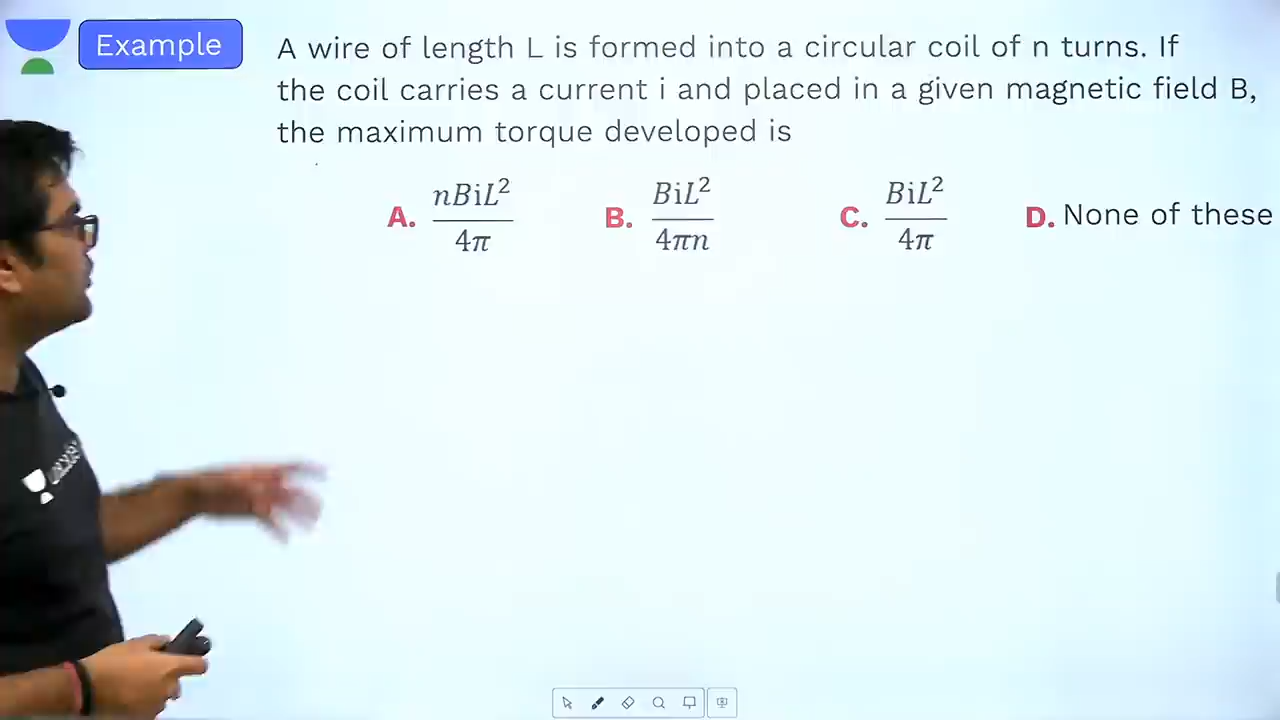 Example
A wire of length L is formed into a circular coil of n turns. If
the coil carries a current i and placed in a given magnetic field B,
the maximum torque developed is
A. nBiL²/4π B. BiL²/4πn C. BiL²/4π D. None of these